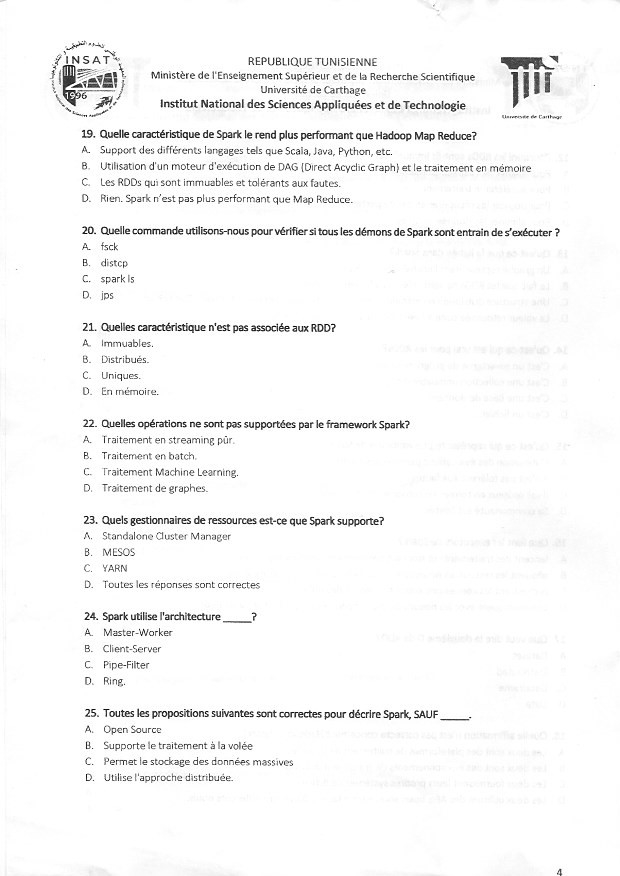 INSAT
1996
REPUBLIQUE TUNISIENNE
Ministère de l'Enseignement Supérieur et de la Recherche Scientifique
Université de Carthage
Institut National des Sciences Appliquées et de Technologie
Université de Carthage
19. Quelle caractéristique de Spark le rend plus performant que Hadoop Map Reduce?
A. Support des différents langages tels que Scala, Java, Python, etc.
B. Utilisation d'un moteur d'exécution de DAG (Direct Acyclic Graph) et le traitement en mémoire
C. Les RDDs qui sont immuables et tolérants aux fautes.
D. Rien. Spark n'est pas plus performant que Map Reduce.
20. Quelle commande utilisons-nous pour vérifier si tous les démons de Spark sont entrain de s'exécuter ?
A. fsck
B. distcp
C. spark ls
D. jps
21. Quelles caractéristique n'est pas associée aux RDD?
A. Immuables.
B. Distribués.
C. Uniques.
D. En mémoire.
22. Quelles opérations ne sont pas supportées par le framework Spark?
A. Traitement en streaming pûr.
B. Traitement en batch.
C. Traitement Machine Learning.
D. Traitement de graphes.
23. Quels gestionnaires de ressources est-ce que Spark supporte?
A. Standalone Cluster Manager
B. MESOS
C. YARN
D. Toutes les réponses sont correctes
24. Spark utilise l'architecture _____?
A. Master-Worker
B. Client-Server
C. Pipe-Filter
D. Ring.
25. Toutes les propositions suivantes sont correctes pour décrire Spark, SAUF _____.
A. Open Source
B. Supporte le traitement à la volée
C. Permet le stockage des données massives
D. Utilise l'approche distribuée.
4